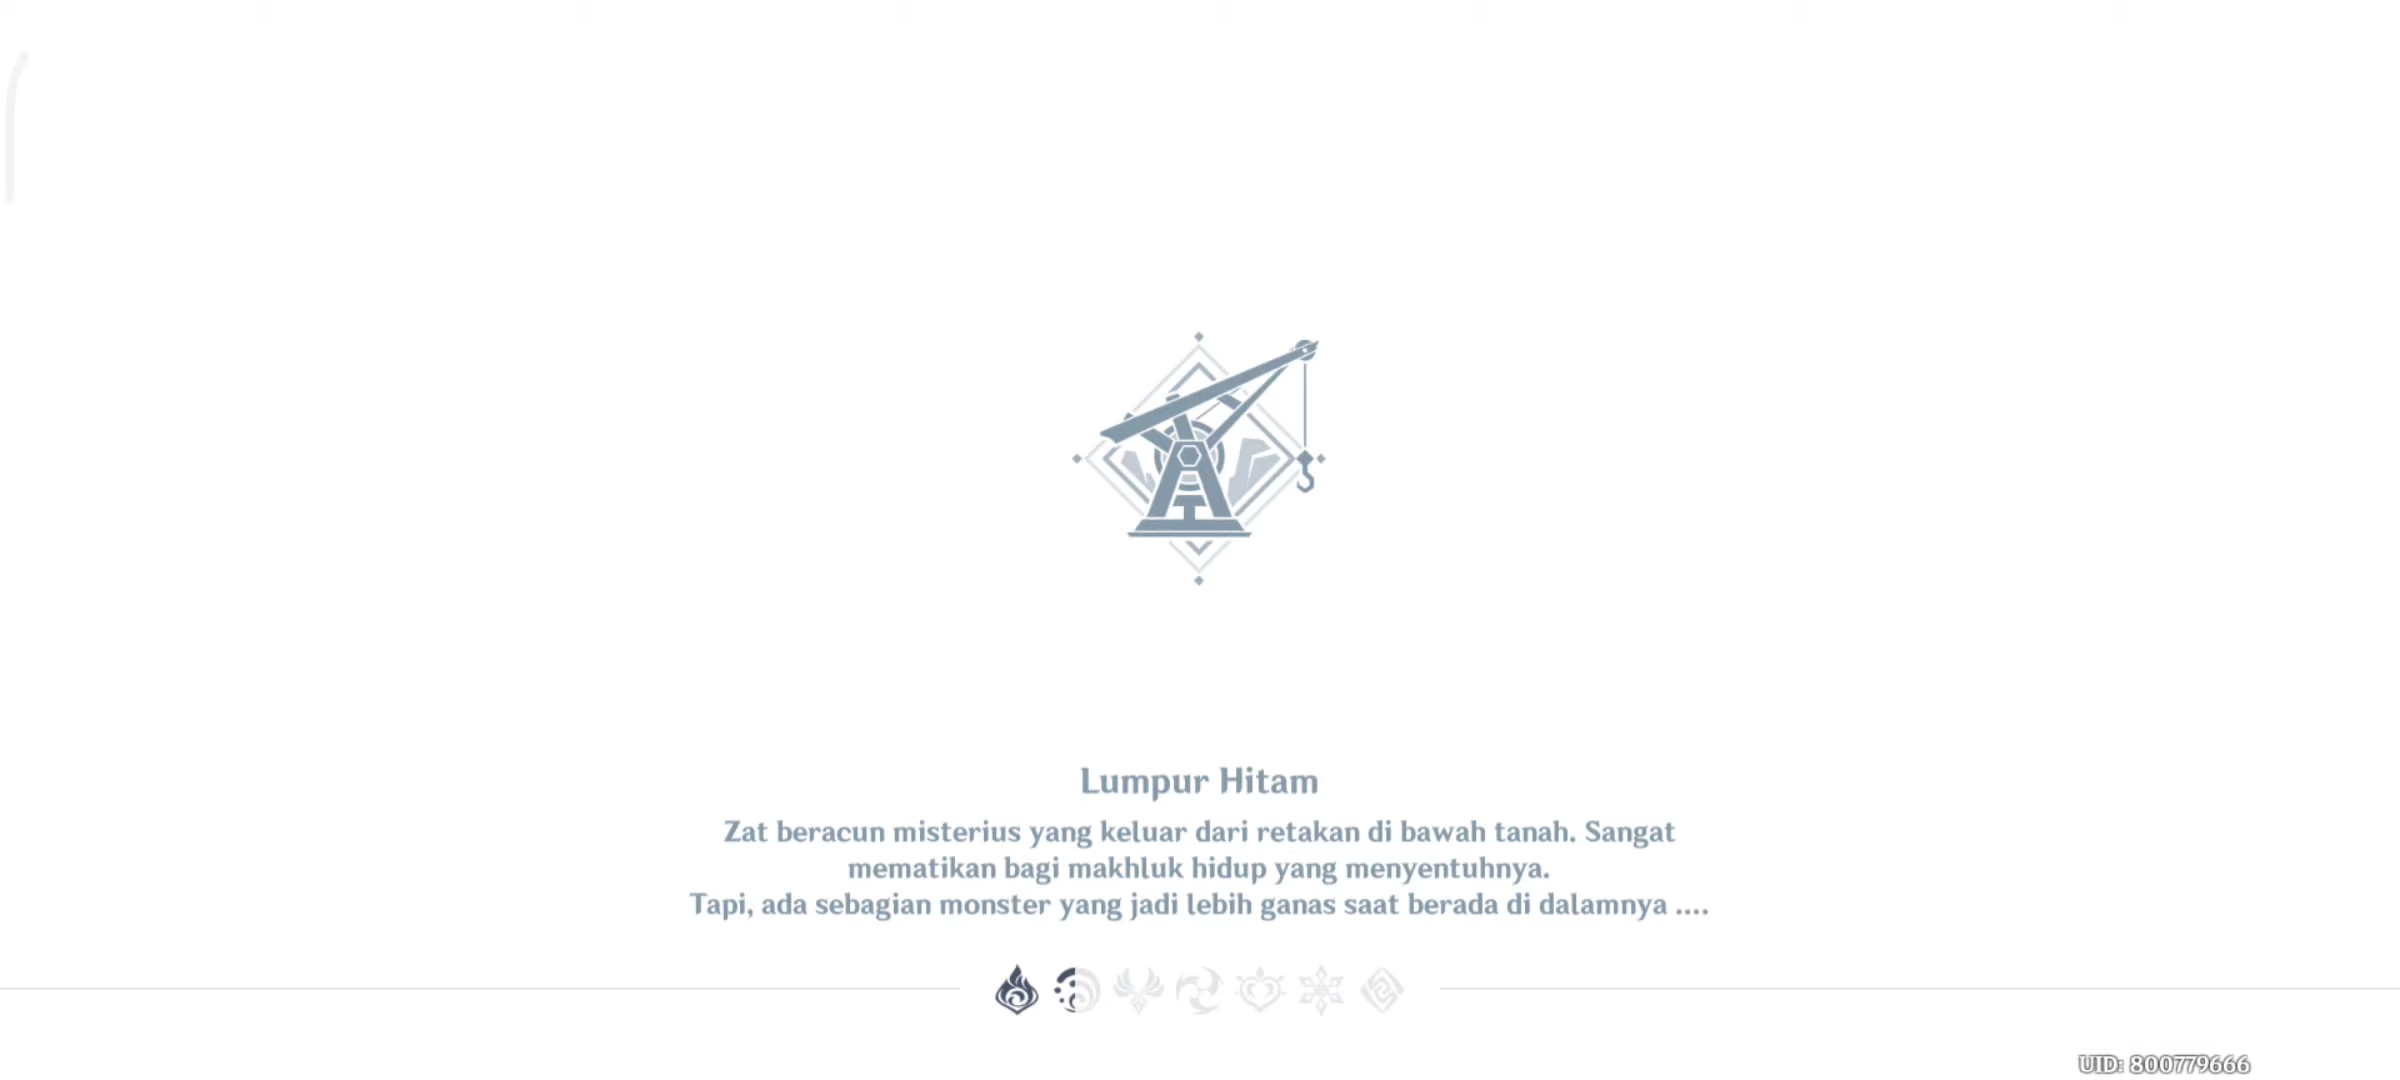 Lumpur Hitam
Zat beracun misterius yang keluar dari retakan di bawah tanah. Sangat
mematikan bagi makhluk hidup yang menyentuhnya.
Tapi, ada sebagian monster yang jadi lebih ganas saat berada di dalamnya ....
UID: 800779666